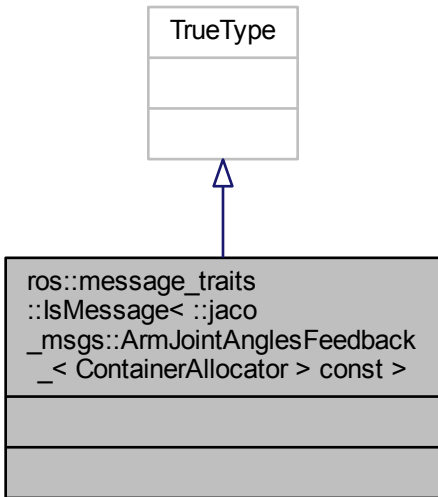 TrueType
ros::message_traits
::IsMessage< ::jaco
_msgs::ArmJointAnglesFeedback
_< ContainerAllocator > const >